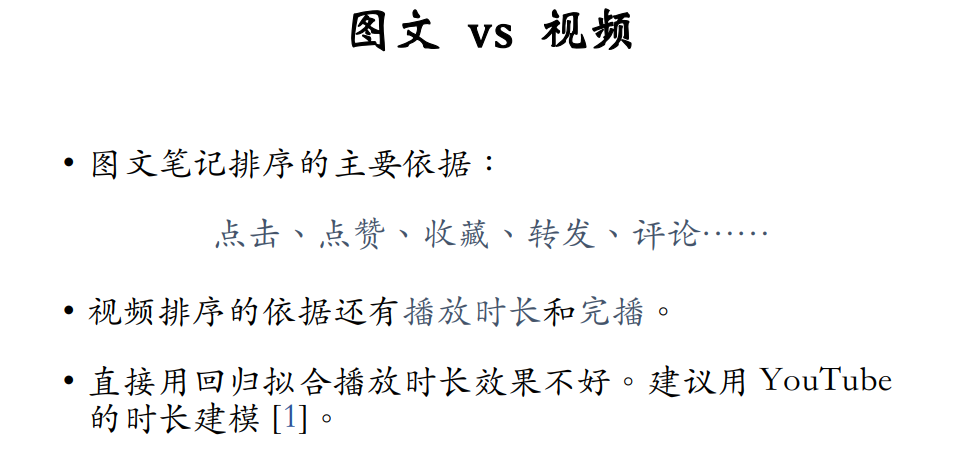 图文 vs 视频
• 图文笔记排序的主要依据：
点击、点赞、收藏、转发、评论……
• 视频排序的依据还有播放时长和完播。
• 直接用回归拟合播放时长效果不好。建议用 YouTube
的时长建模 [1]。